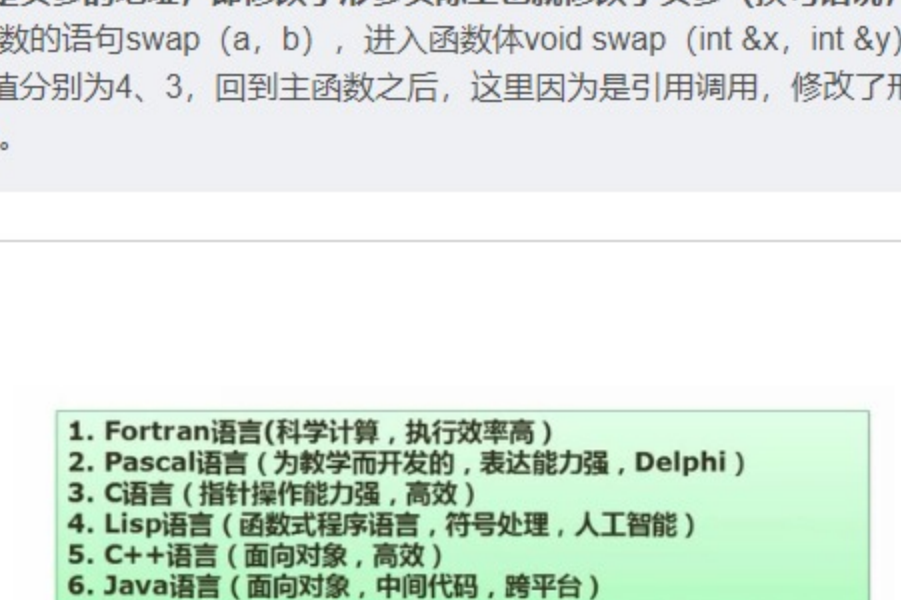 数的语句swap（a，b），进入函数体void swap（int &x，int &y）
值分别为4、3，回到主函数之后，这里因为是引用调用，修改了形
。
1. Fortran语言(科学计算，执行效率高）
2. Pascal语言（为教学而开发的，表达能力强，Delphi）
3. C语言（指针操作能力强，高效）
4. Lisp语言（函数式程序语言，符号处理，人工智能）
5. C++语言（面向对象，高效）
6. Java语言（面向对象，中间代码，跨平台）